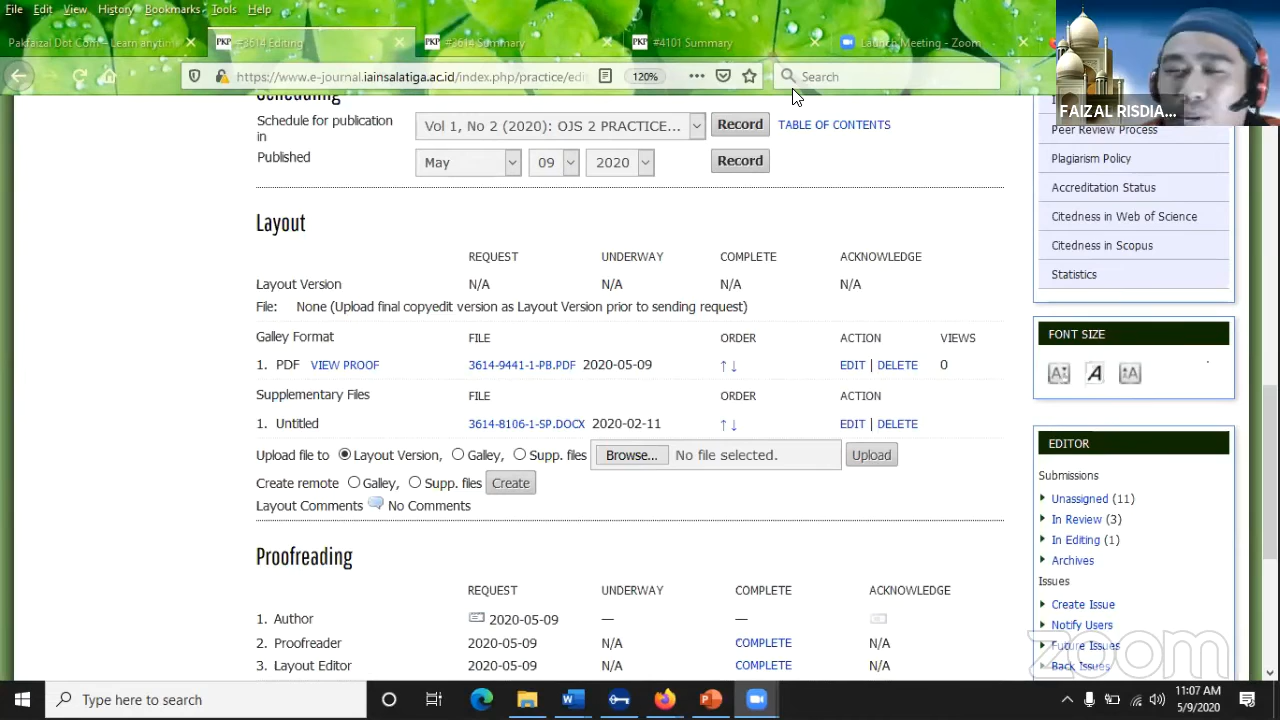 File Edit View History Bookmarks Tools Help
Pakfaizal Dot Com – Learn anytim
PKP #3614 Editing
PKP #3614 Summary
PKP #4101 Summary
Launch Meeting - Zoom
https://www.e-journal.iainsalatiga.ac.id/index.php/practice/edi 120% Search
FAIZAL RISDIA...
Scheduling
Schedule for publication in Vol 1, No 2 (2020): OJS 2 PRACTICE... Record TABLE OF CONTENTS
Published May 09 2020 Record
Layout
REQUEST UNDERWAY COMPLETE ACKNOWLEDGE
Layout Version N/A N/A N/A N/A
File: None (Upload final copyedit version as Layout Version prior to sending request)
Galley Format FILE ORDER ACTION VIEWS
1. PDF VIEW PROOF 3614-9441-1-PB.PDF 2020-05-09 ↑↓ EDIT | DELETE 0
Supplementary Files FILE ORDER ACTION
1. Untitled 3614-8106-1-SP.DOCX 2020-02-11 ↑↓ EDIT | DELETE
Upload file to Layout Version, Galley, Supp. files Browse... No file selected. Upload
Create remote Galley, Supp. files Create
Layout Comments No Comments
Proofreading
REQUEST UNDERWAY COMPLETE ACKNOWLEDGE
1. Author 2020-05-09 — —
2. Proofreader 2020-05-09 N/A COMPLETE N/A
3. Layout Editor 2020-05-09 N/A COMPLETE N/A
Peer Review Process
Plagiarism Policy
Accreditation Status
Citedness in Web of Science
Citedness in Scopus
Statistics
FONT SIZE
A A A
EDITOR
Submissions
Unassigned (11)
In Review (3)
In Editing (1)
Archives
Issues
Create Issue
Notify Users
Future Issues
Back Issues
zoom
Type here to search
11:07 AM
5/9/2020